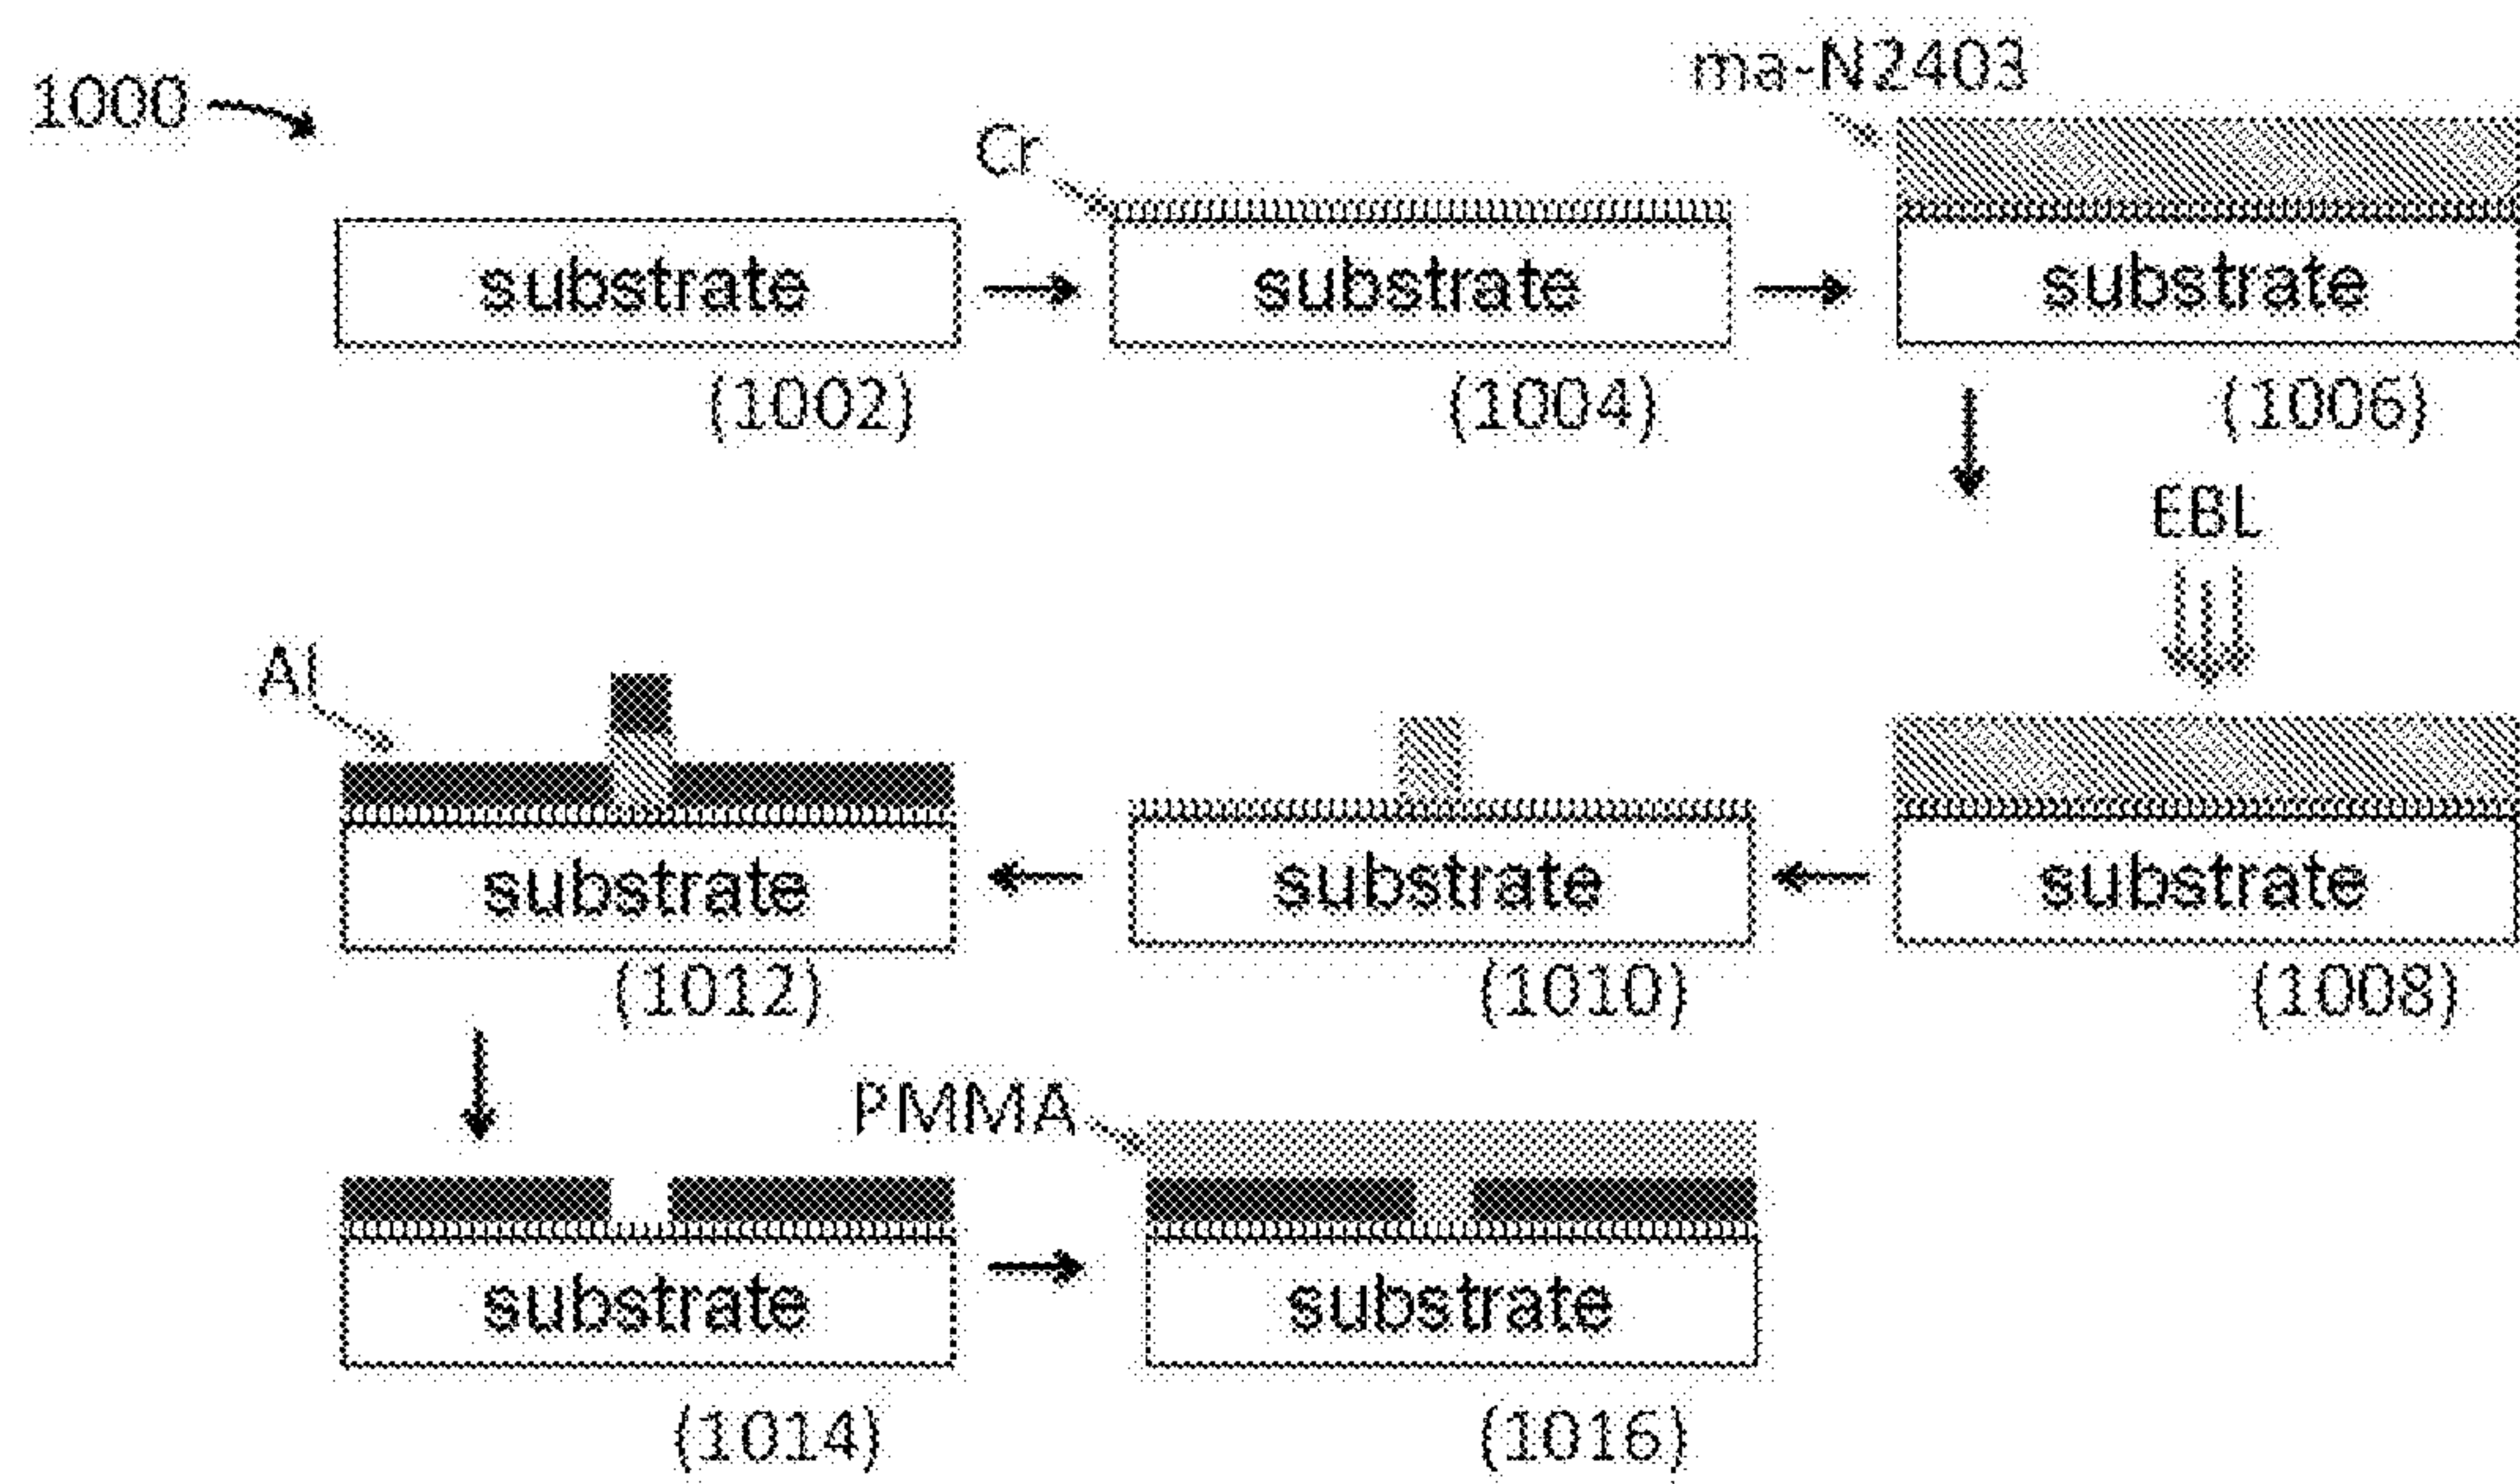 1000
Cr
ma-N2403
substrate
substrate
substrate
(1002)
(1004)
(1006)
EBL
Al
substrate
substrate
substrate
(1012)
(1010)
(1008)
PMMA
substrate
substrate
(1014)
(1016)